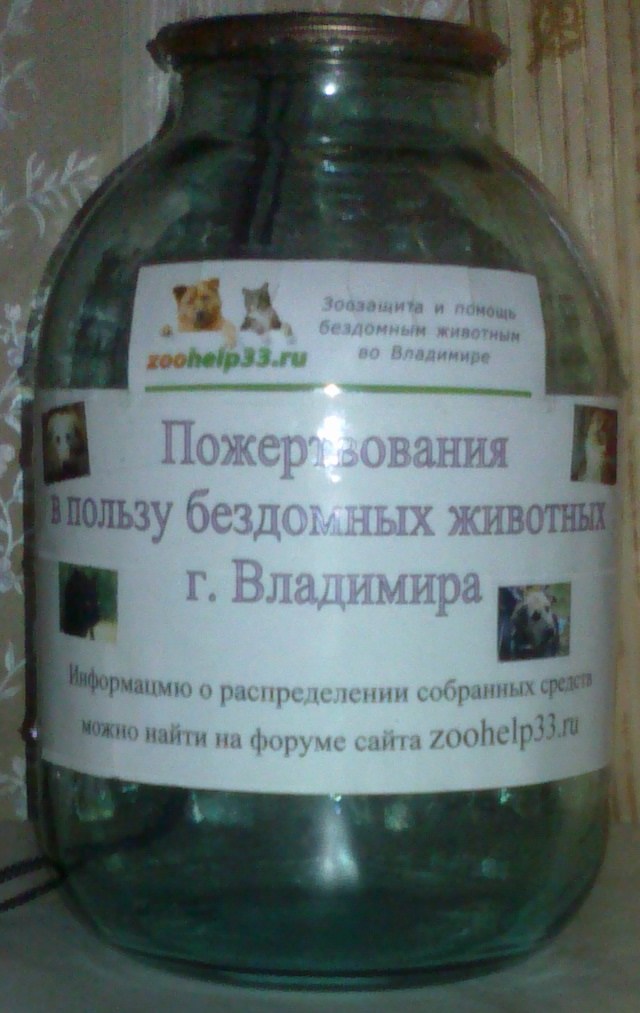 zoohelp33.ru
Зоозащита и помощь
бездомным животным
во Владимире
Пожертвования
в пользу бездомных животных
г. Владимира
Информацмю о распределении собранных средств
можно найти на форуме сайта zoohelp33.ru